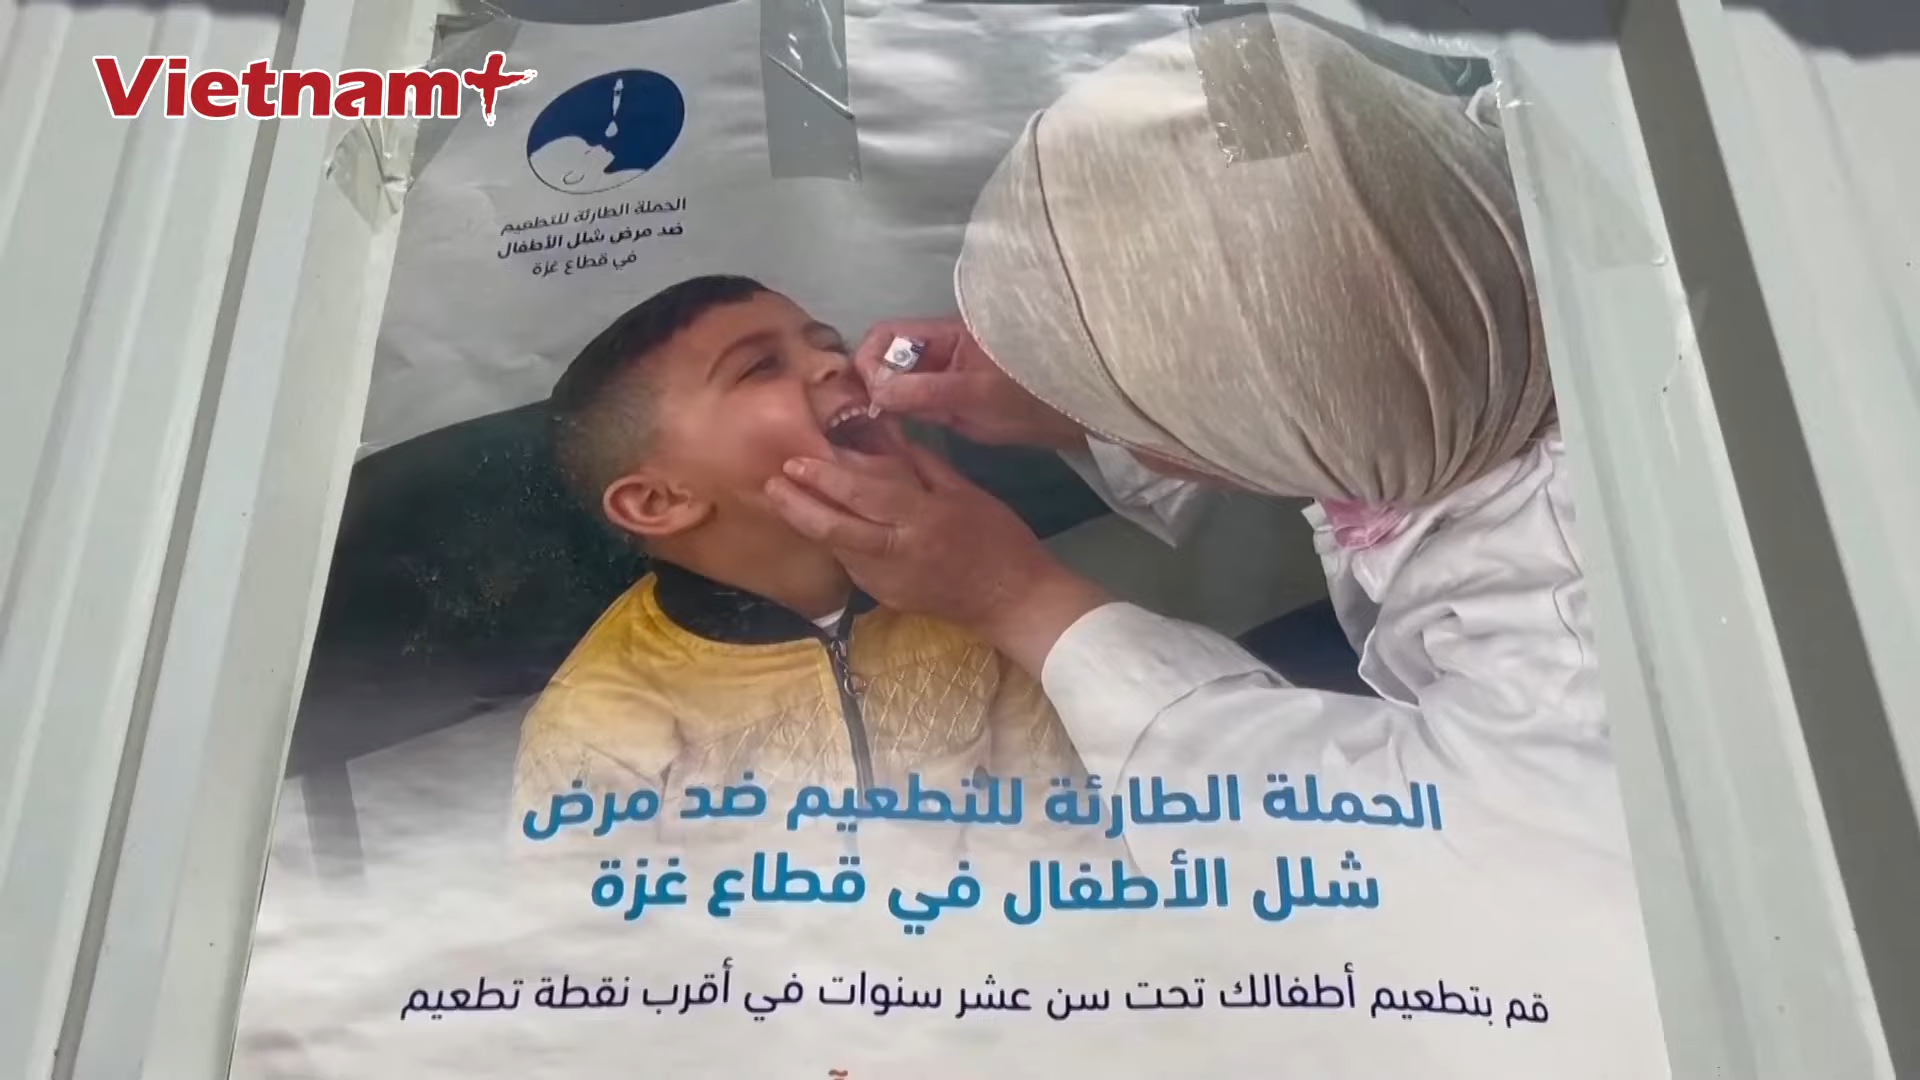 Vietnam+
الحملة الطارئة للتطعيم
ضد مرض شلل الأطفال
في قطاع غزة
الحملة الطارئة للتطعيم ضد مرض
شلل الأطفال في قطاع غزة
قم بتطعيم أطفالك تحت سن عشر سنوات في أقرب نقطة تطعيم